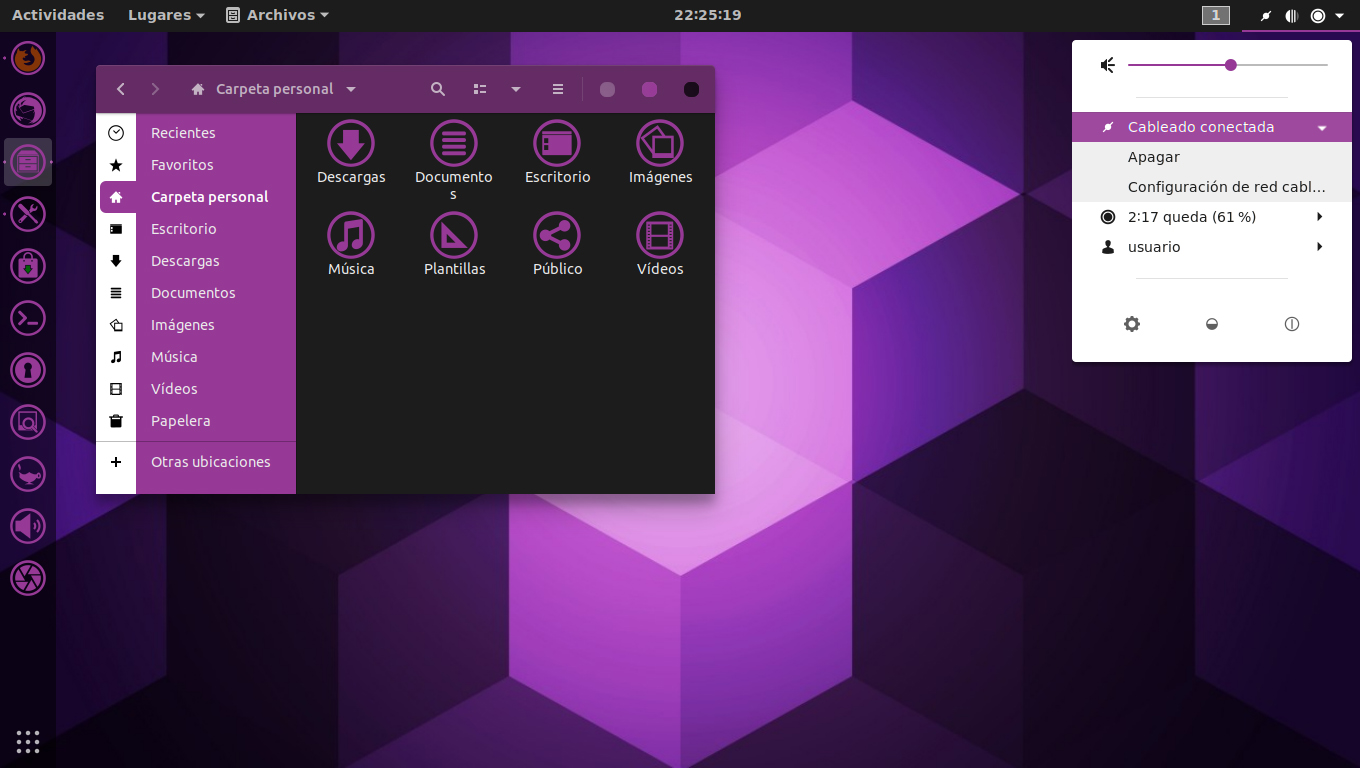 Actividades
Lugares
Archivos
22:25:19
1
Carpeta personal
Recientes
Favoritos
Carpeta personal
Escritorio
Descargas
Documentos
Imágenes
Música
Vídeos
Papelera
Otras ubicaciones
Descargas
Documento
s
Escritorio
Imágenes
Música
Plantillas
Público
Vídeos
Cableado conectada
Apagar
Configuración de red cabl…
2:17 queda (61 %)
usuario